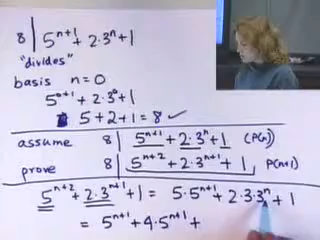 8 | 5^{n+1} + 2·3^n + 1
"divides"
basis n=0
5^{0+1} + 2·3^0 + 1
5 + 2 + 1 = 8 ✓
assume 8 | 5^{n+1} + 2·3^n + 1 (P(n))
prove 8 | 5^{n+2} + 2·3^{n+1} + 1 P(n+1)
5^{n+2} + 2·3^{n+1} + 1 = 5·5^{n+1} + 2·3·3^n + 1
= 5^{n+1} + 4·5^{n+1} +